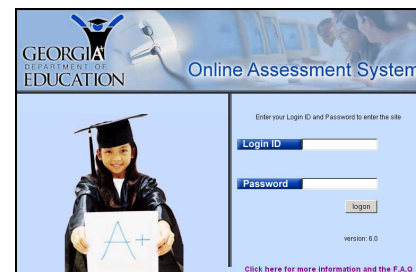 GEORGIA
DEPARTMENT OF
EDUCATION
Online Assessment System
Enter your Login ID and Password to enter the site
Login ID
Password
logon
A+
version: 6.0
Click here for more information and the F.A.Q